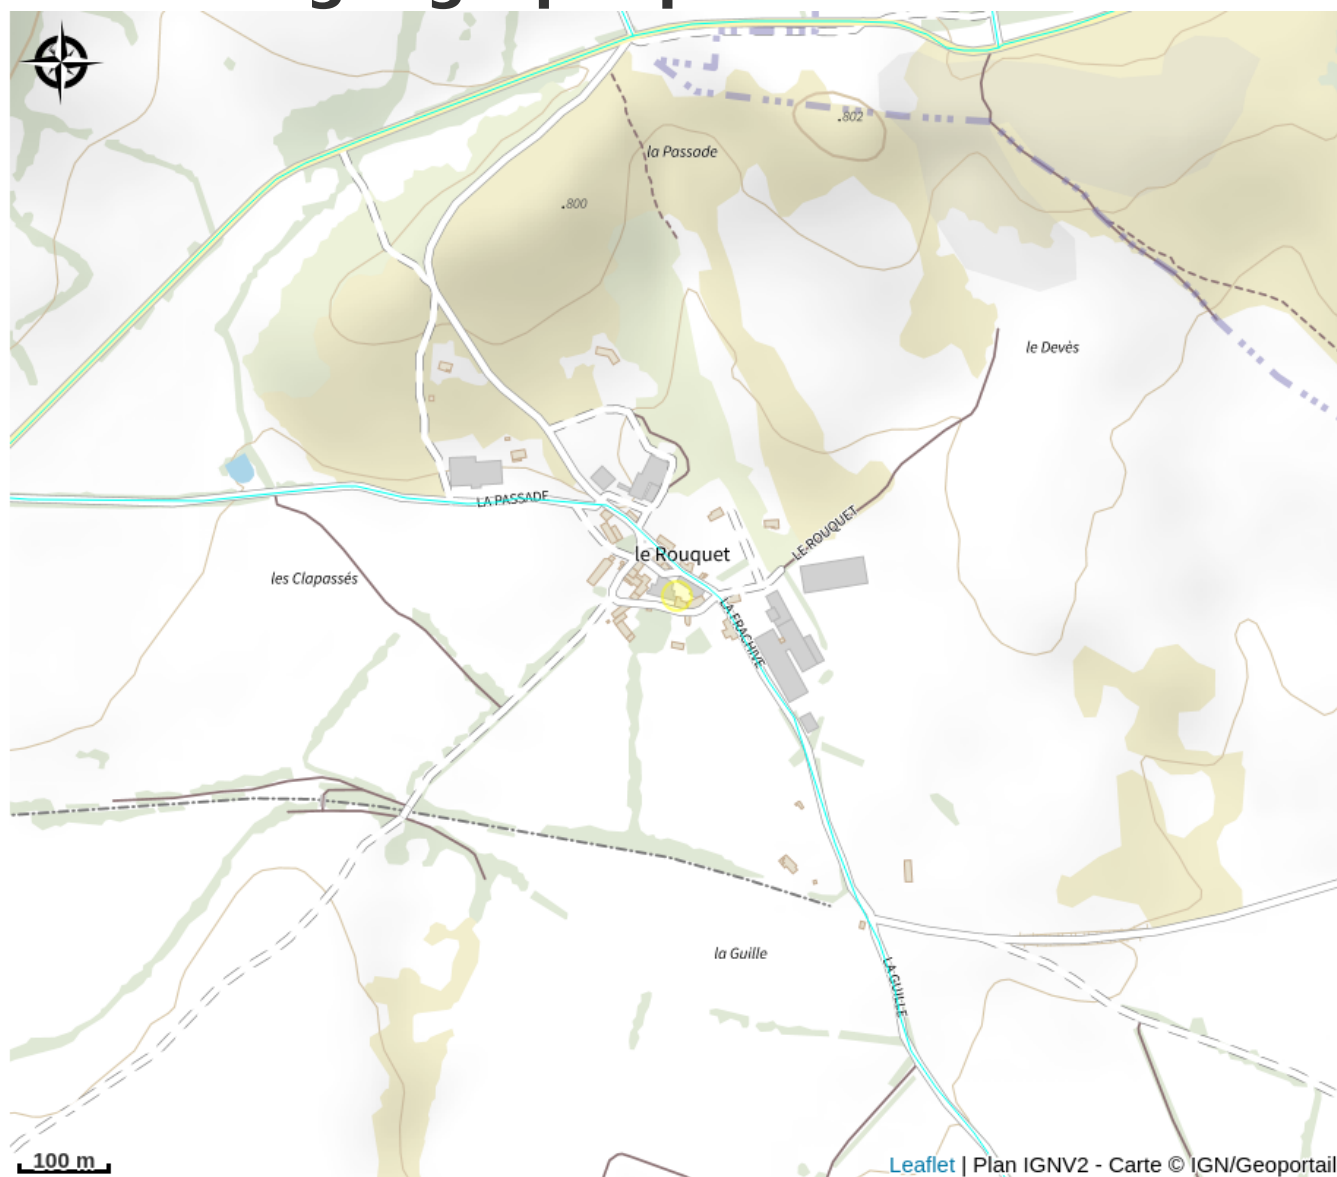 .802
la Passade
.800
le Devès
LA PASSADE
LE ROUQUET
le Rouquet
les Clapassés
LA FRACHIVE
la Guille
LA GUILLE
100 m
Leaflet | Plan IGNV2 - Carte © IGN/Geoportail